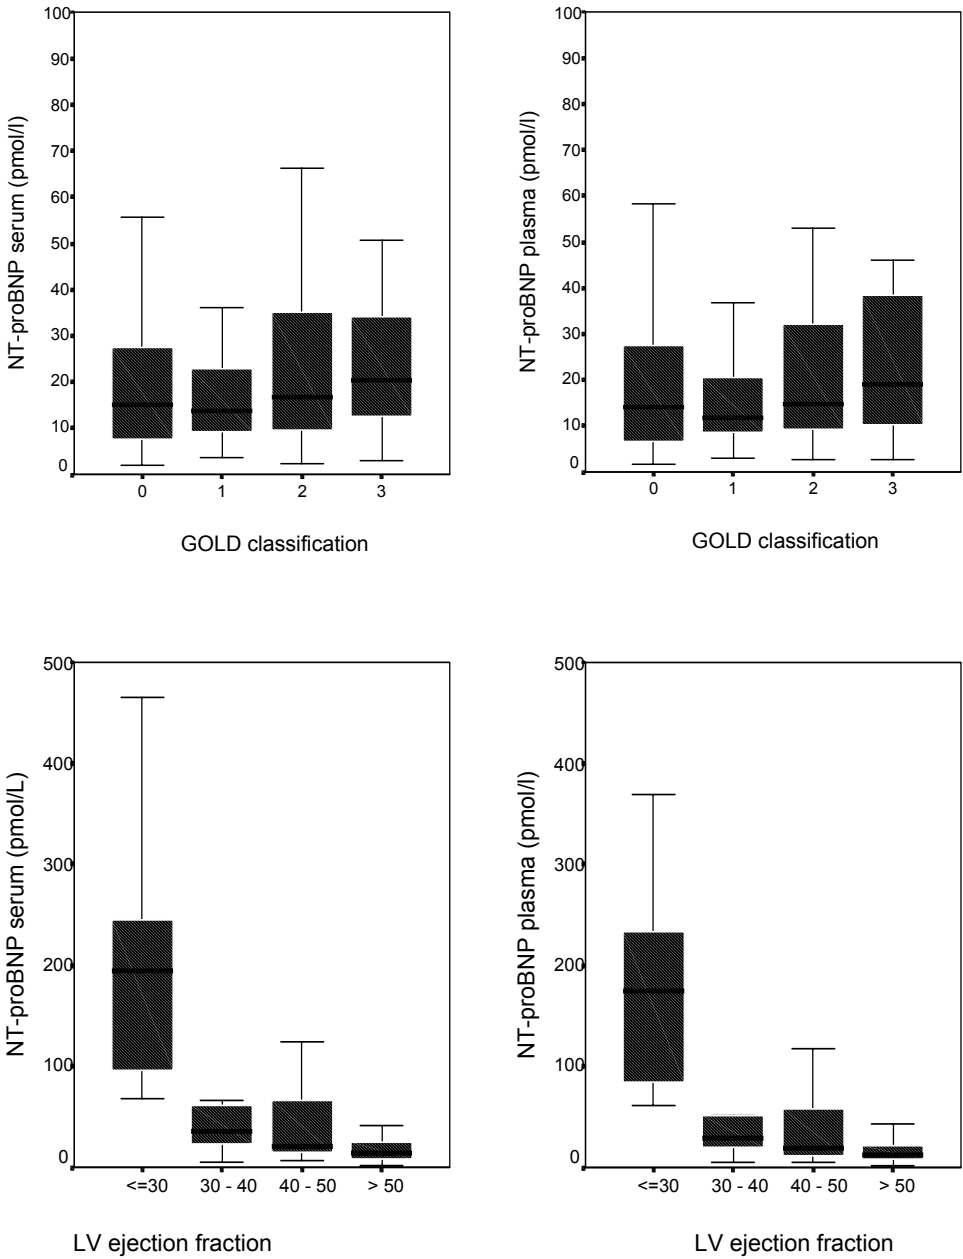 NT-proBNP serum (pmol/l)
100
90
80
70
60
50
40
30
20
10
0
0 1 2 3
GOLD classification
NT-proBNP plasma (pmol/l)
100
90
80
70
60
50
40
30
20
10
0
0 1 2 3
GOLD classification
NT-proBNP serum (pmol/L)
500
400
300
200
100
0
<=30 30 - 40 40 - 50 > 50
LV ejection fraction
NT-proBNP plasma (pmol/l)
500
400
300
200
100
0
<=30 30 - 40 40 - 50 > 50
LV ejection fraction